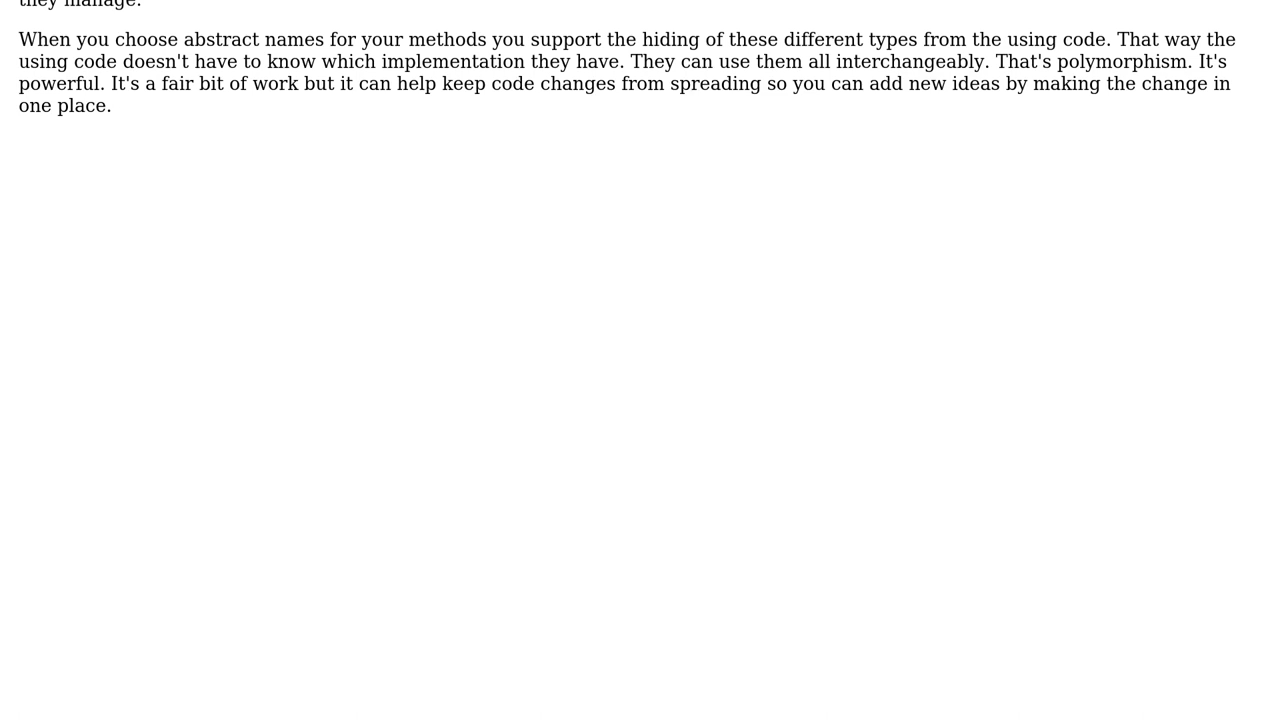 they manage.
When you choose abstract names for your methods you support the hiding of these different types from the using code. That way the
using code doesn't have to know which implementation they have. They can use them all interchangeably. That's polymorphism. It's
powerful. It's a fair bit of work but it can help keep code changes from spreading so you can add new ideas by making the change in
one place.